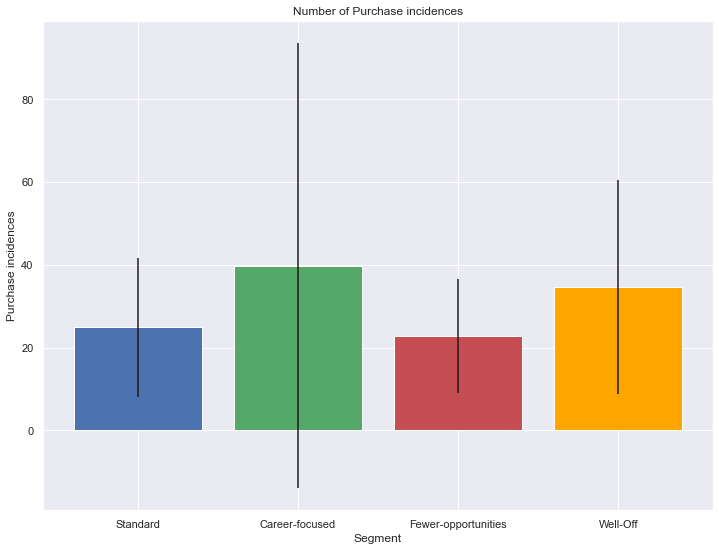 Number of Purchase incidences
Purchase incidences
80
60
40
20
0
Standard
Career-focused
Fewer-opportunities
Well-Off
Segment